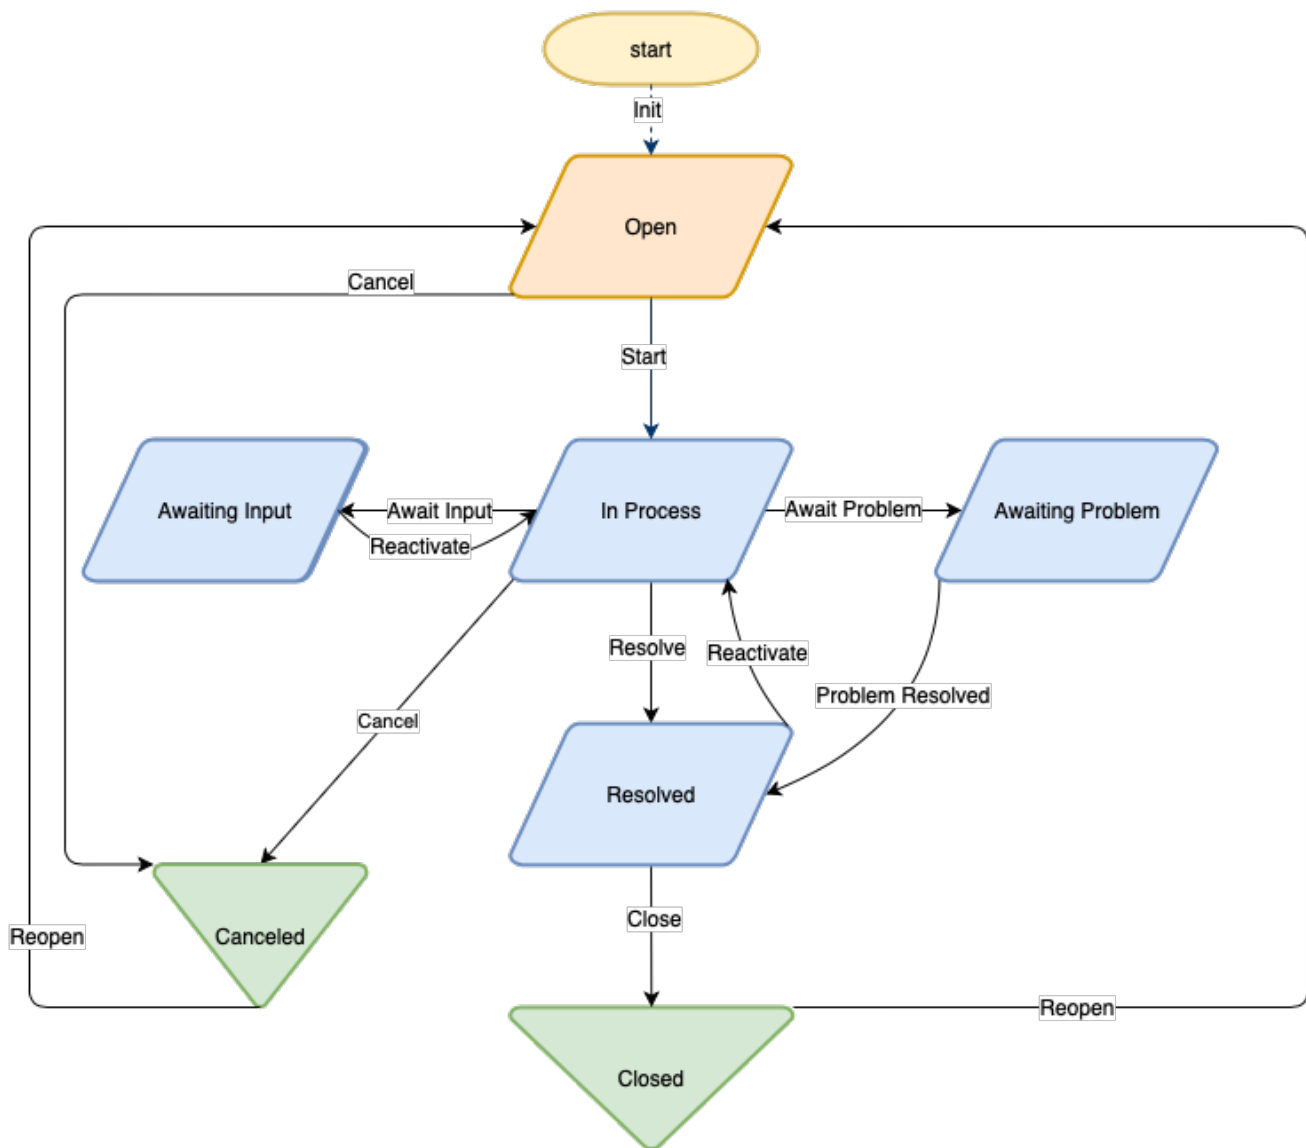 start
Init
Open
Cancel
Start
Awaiting Input
Await Input
Reactivate
In Process
Await Problem
Awaiting Problem
Resolve
Reactivate
Problem Resolved
Cancel
Resolved
Canceled
Reopen
Close
Reopen
Closed